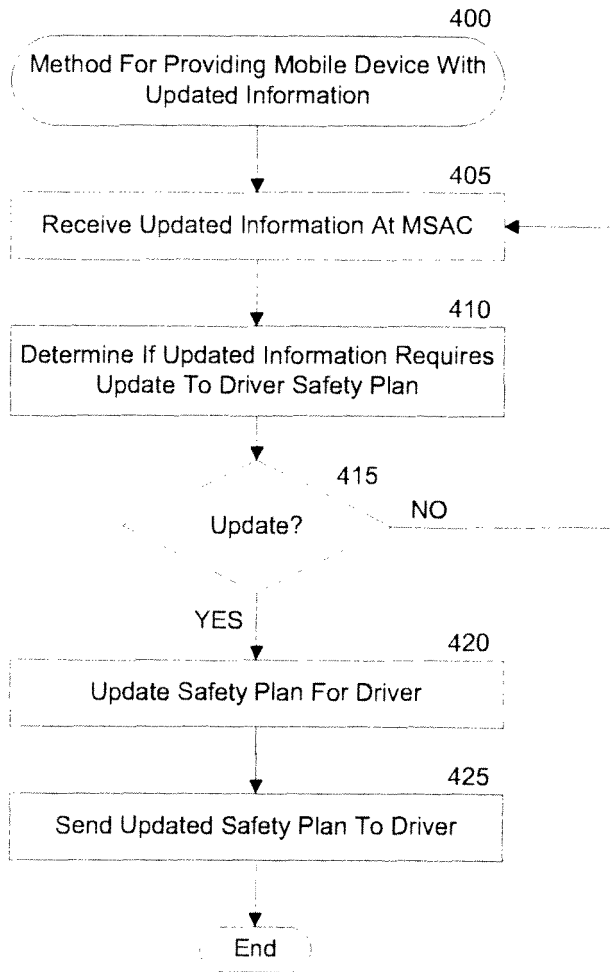 400
Method For Providing Mobile Device With
Updated Information
405
Receive Updated Information At MSAC
410
Determine If Updated Information Requires
Update To Driver Safety Plan
415
Update?
NO
YES
420
Update Safety Plan For Driver
425
Send Updated Safety Plan To Driver
End